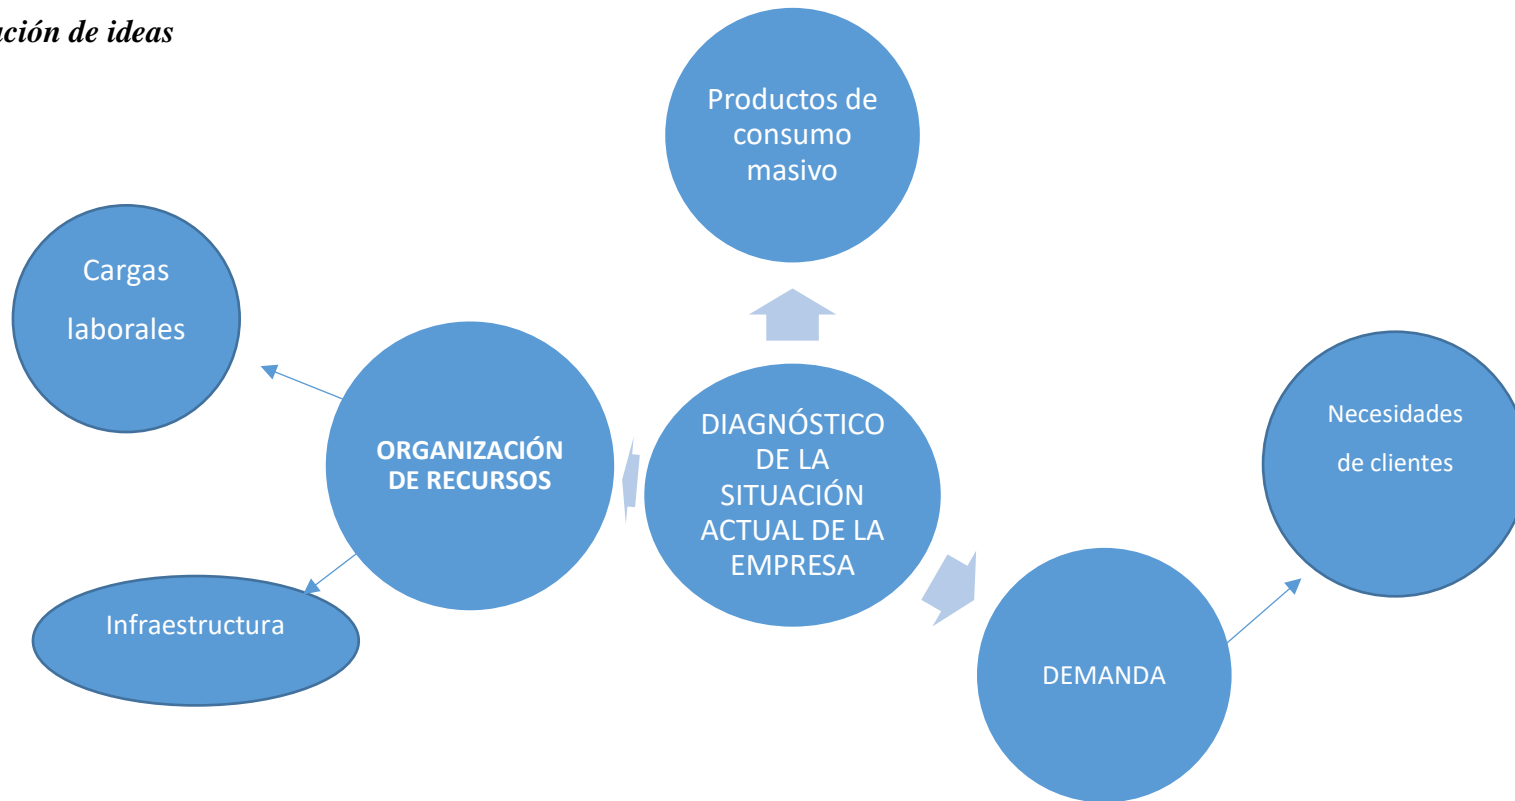 ación de ideas
Productos de
consumo
masivo
Cargas
laborales
ORGANIZACIÓN
DE RECURSOS
DIAGNÓSTICO
DE LA
SITUACIÓN
ACTUAL DE LA
EMPRESA
Necesidades
de clientes
Infraestructura
DEMANDA